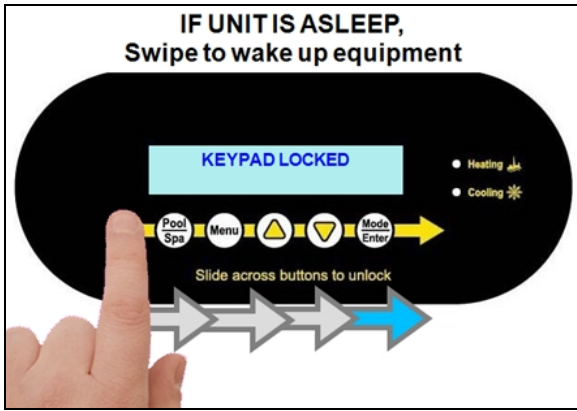 IF UNIT IS ASLEEP,
Swipe to wake up equipment
KEYPAD LOCKED
Heating
Cooling
Pool
Spa
Menu
Mode
Enter
Slide across buttons to unlock